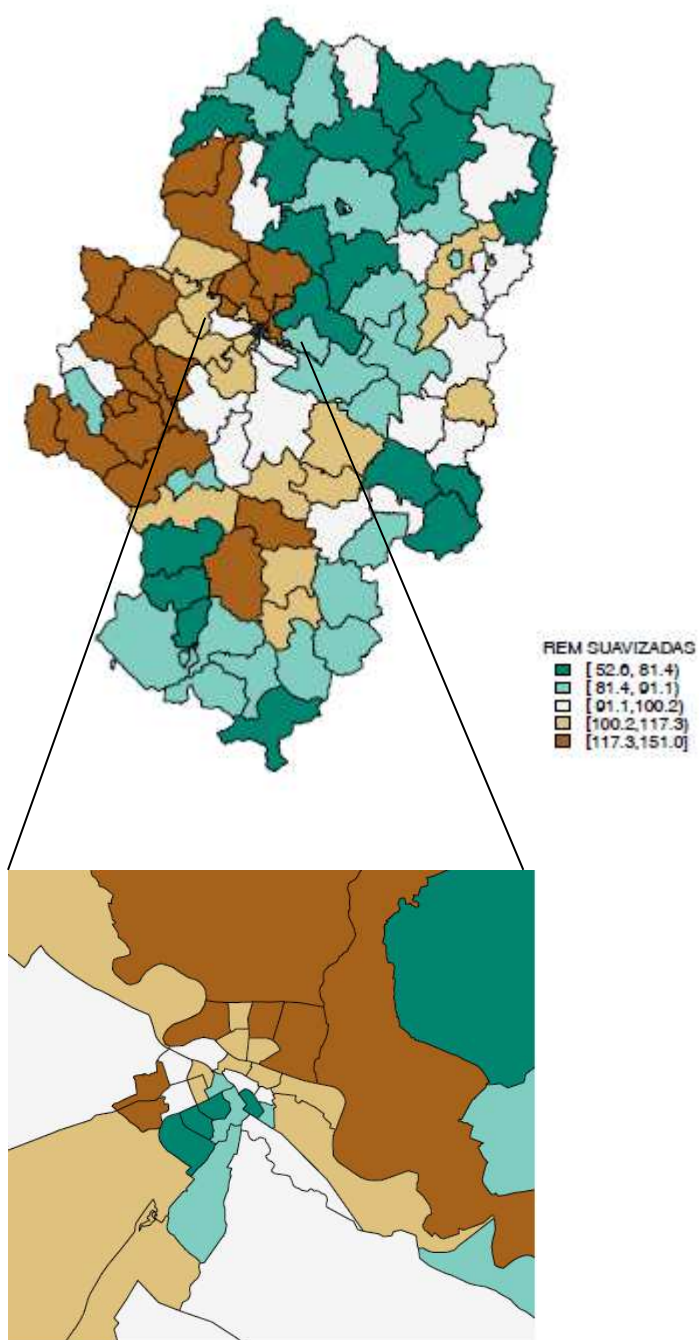 REM SUAVIZADAS
[ 52.6, 81.4)
[ 81.4, 91.1)
[ 91.1,100.2)
[100.2,117.3)
[117.3,151.0]